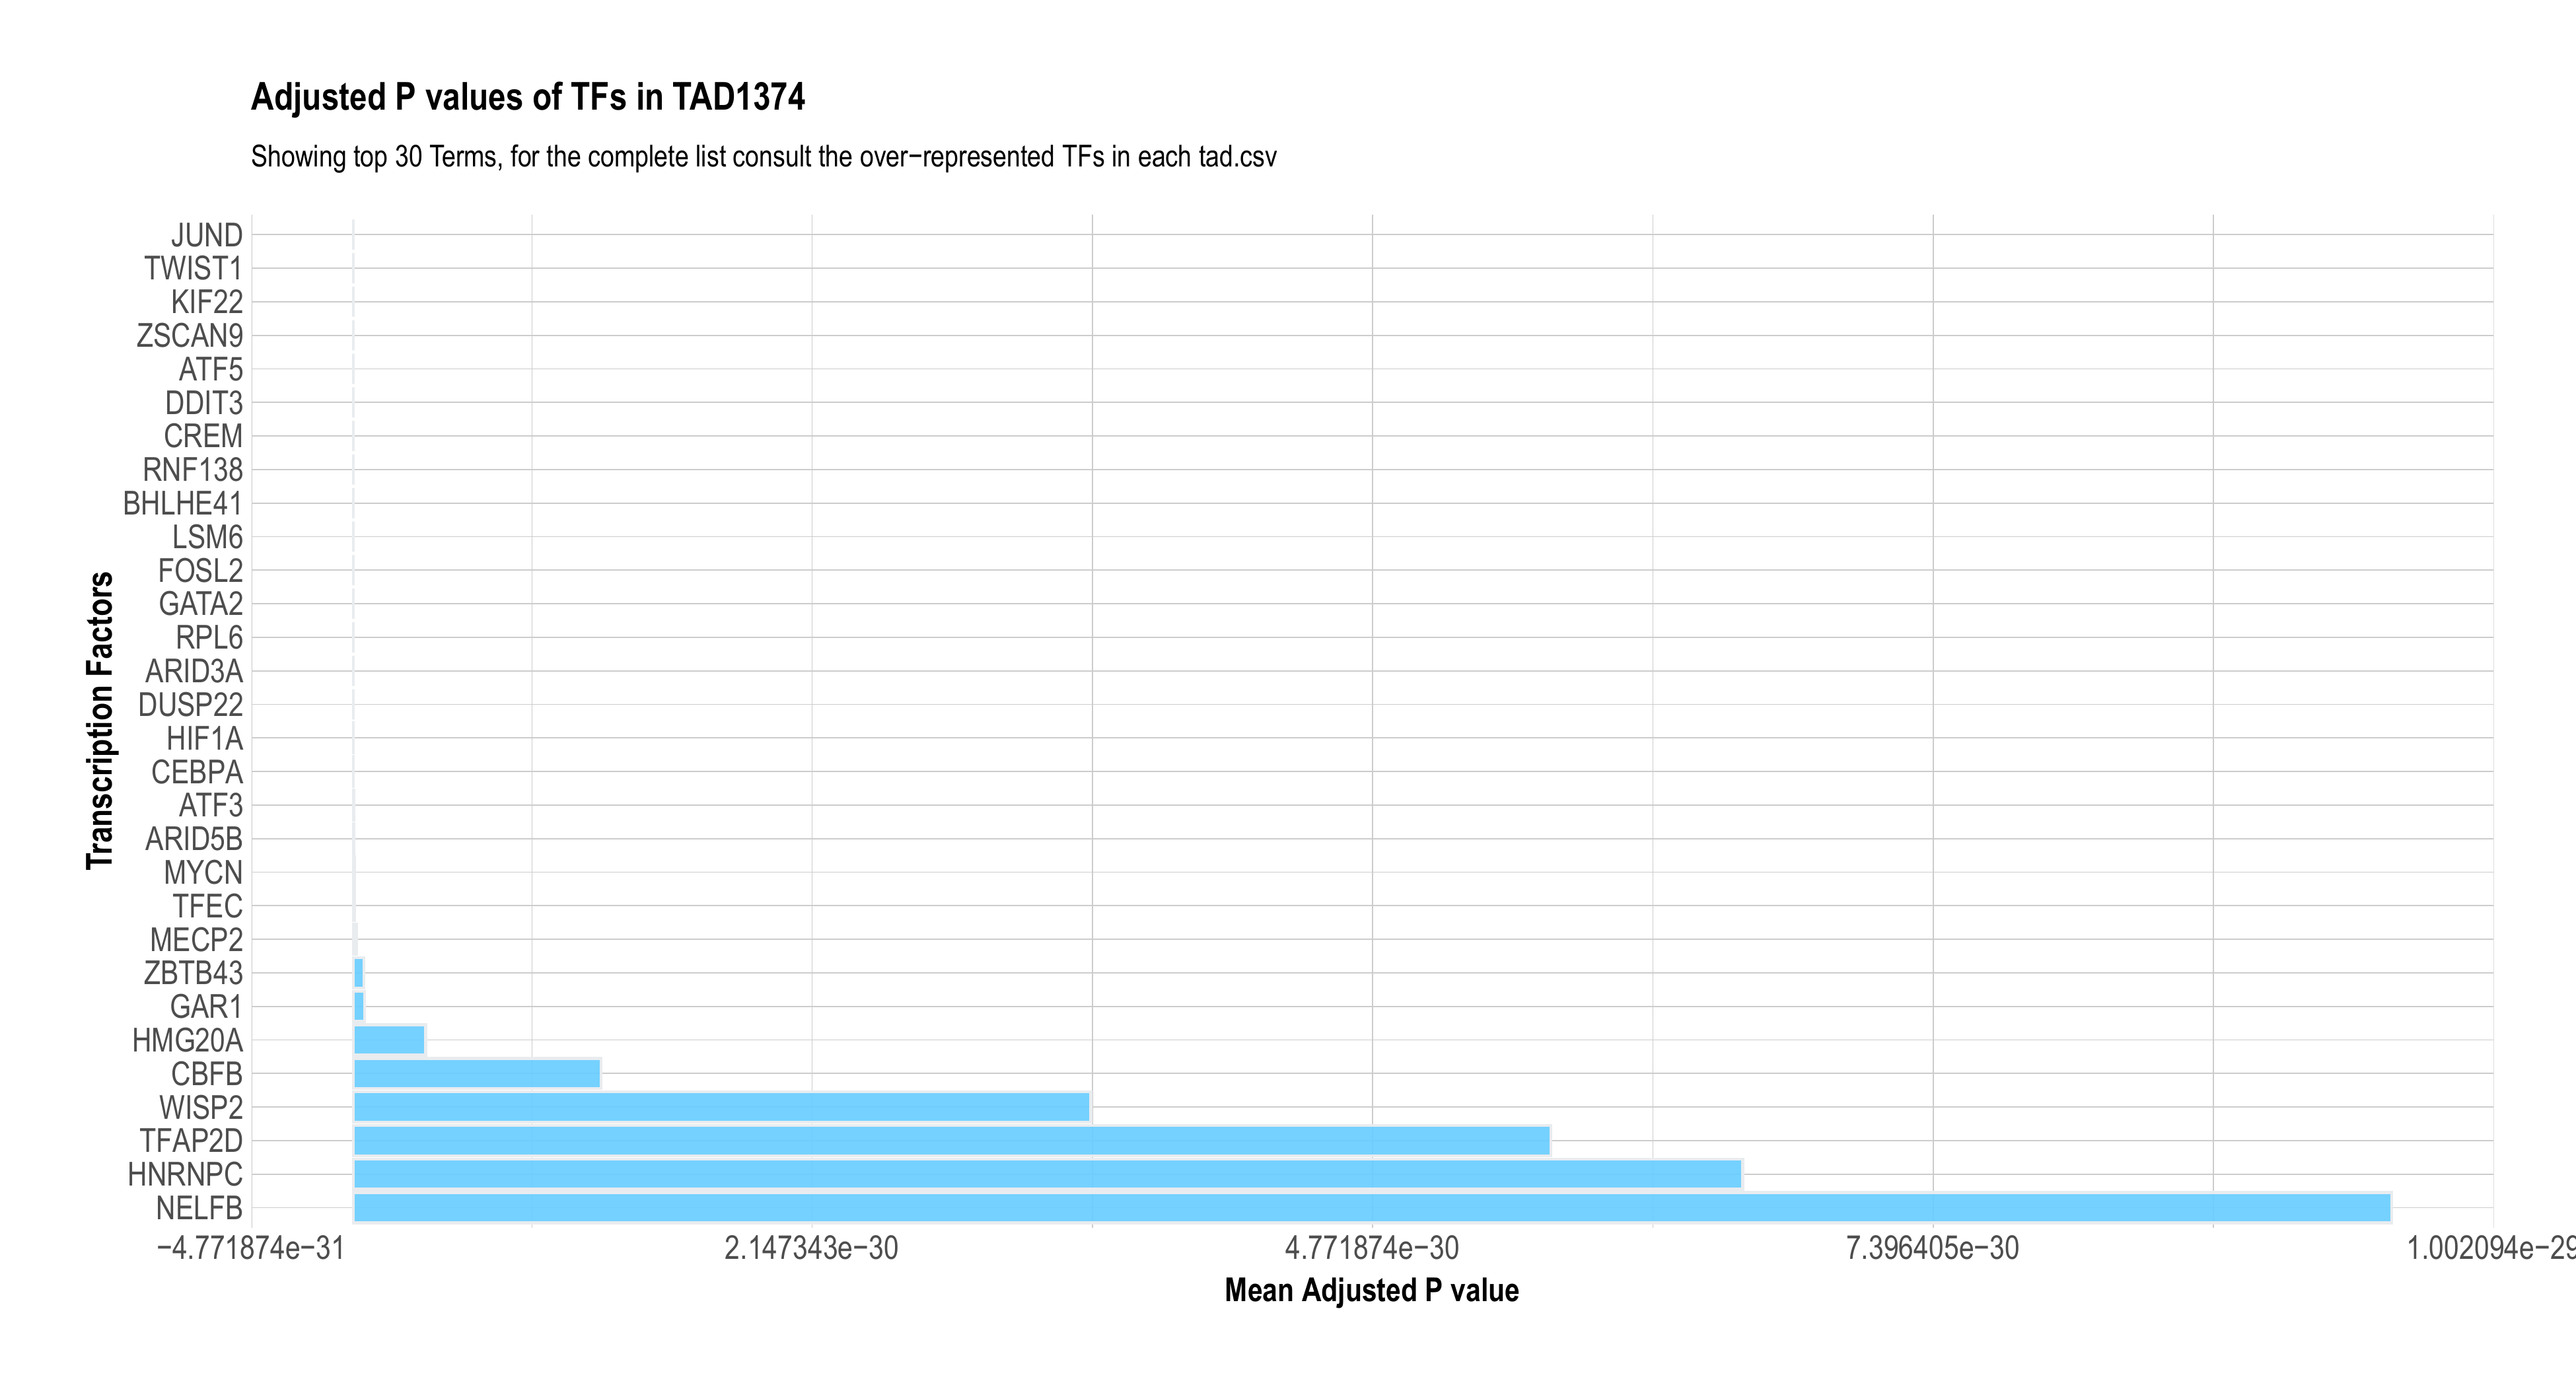 Adjusted P values of TFs in TAD1374
Showing top 30 Terms, for the complete list consult the over−represented TFs in each tad.csv
Transcription Factors
JUND
TWIST1
KIF22
ZSCAN9
ATF5
DDIT3
CREM
RNF138
BHLHE41
LSM6
FOSL2
GATA2
RPL6
ARID3A
DUSP22
HIF1A
CEBPA
ATF3
ARID5B
MYCN
TFEC
MECP2
ZBTB43
GAR1
HMG20A
CBFB
WISP2
TFAP2D
HNRNPC
NELFB
−4.771874e−31 2.147343e−30 4.771874e−30 7.396405e−30 1.002094e−29
Mean Adjusted P value